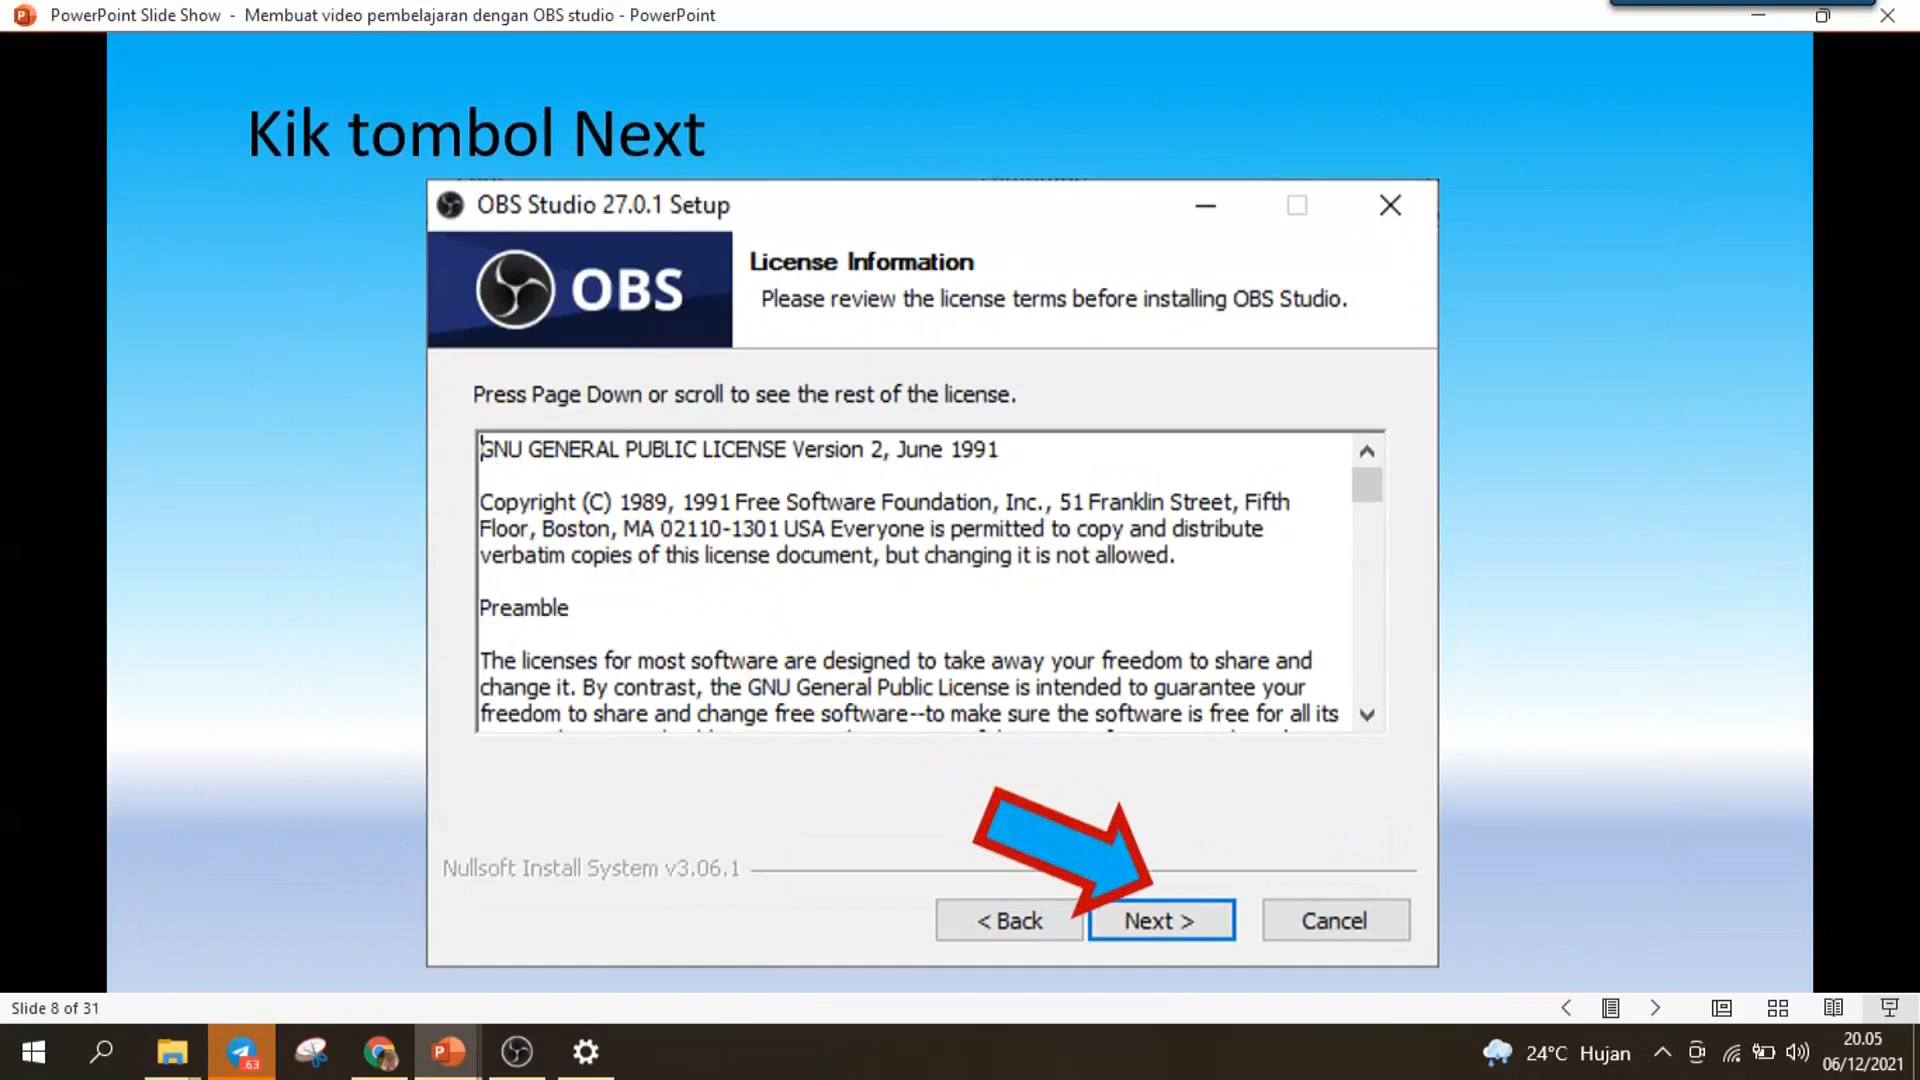 PowerPoint Slide Show - Membuat video pembelajaran dengan OBS studio - PowerPoint
Kik tombol Next
OBS Studio 27.0.1 Setup
OBS
License Information
Please review the license terms before installing OBS Studio.
Press Page Down or scroll to see the rest of the license.
GNU GENERAL PUBLIC LICENSE Version 2, June 1991
Copyright (C) 1989, 1991 Free Software Foundation, Inc., 51 Franklin Street, Fifth
Floor, Boston, MA 02110-1301 USA Everyone is permitted to copy and distribute
verbatim copies of this license document, but changing it is not allowed.
Preamble
The licenses for most software are designed to take away your freedom to share and
change it. By contrast, the GNU General Public License is intended to guarantee your
freedom to share and change free software--to make sure the software is free for all its
Nullsoft Install System v3.06.1
< Back
Next >
Cancel
Slide 8 of 31
.63
24°C Hujan
20.05
06/12/2021